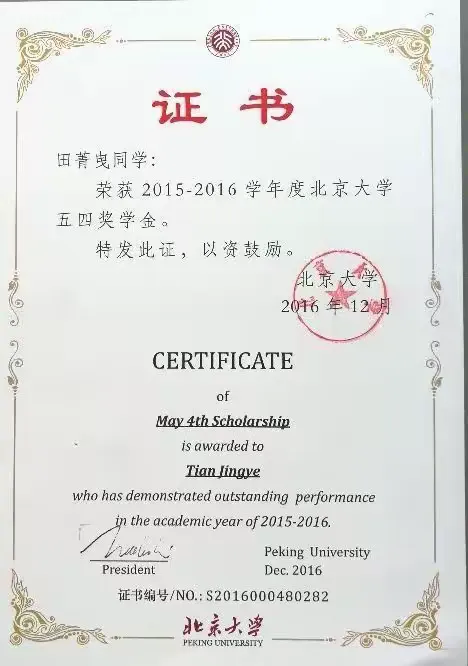 证书
田菁曳同学：
荣获 2015-2016 学年度北京大学
五四奖学金。
特发此证，以资鼓励。
北京大学
2016 年 12 月
CERTIFICATE
of
May 4th Scholarship
is awarded to
Tian Jingye
who has demonstrated outstanding performance
in the academic year of 2015-2016.
President
Peking University
Dec. 2016
证书编号/NO.: S2016000480282
北京大学
PEKING UNIVERSITY